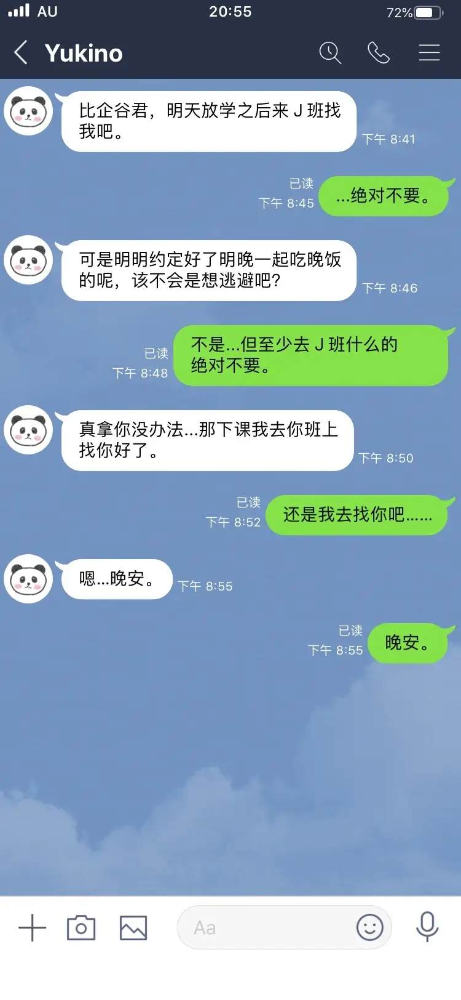 AU
20:55
72%
Yukino
比企谷君，明天放学之后来 J 班找
我吧。
下午 8:41
已读
下午 8:45
...绝对不要。
可是明明约定好了明晚一起吃晚饭
的呢，该不会是想逃避吧？
下午 8:46
已读
下午 8:48
不是...但至少去 J 班什么的
绝对不要。
真拿你没办法...那下课我去你班上
找你好了。
下午 8:50
已读
下午 8:52
还是我去找你吧......
嗯...晚安。
下午 8:55
已读
下午 8:55
晚安。
Aa